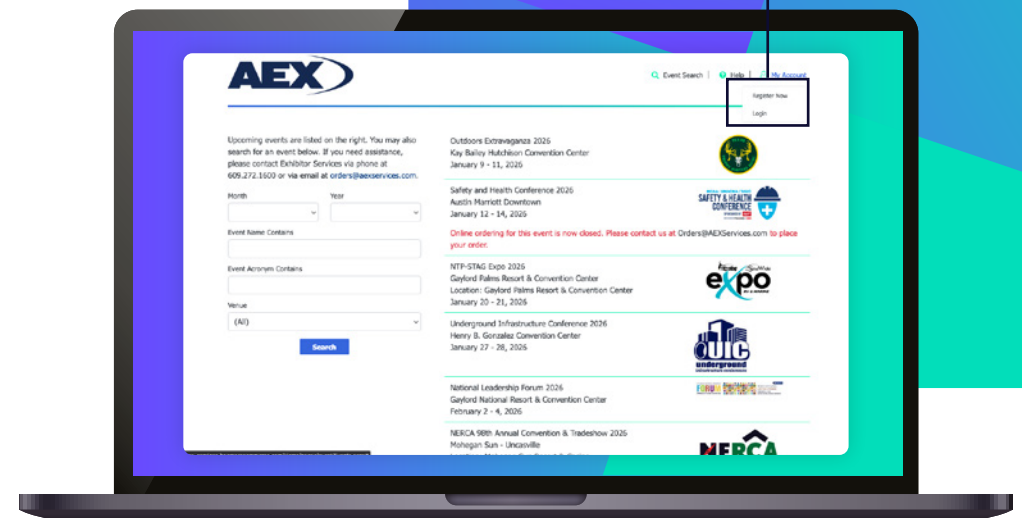 AEX
Event Search | Help | My Account
Register Now
Login
Upcoming events are listed on the right. You may also
search for an event below. If you need assistance,
please contact Exhibitor Services via phone at
609.272.1600 or via email at orders@aexservices.com.
Month
Year
Event Name Contains
Event Acronym Contains
Venue
(All)
Search
Outdoors Extravaganza 2026
Kay Bailey Hutchison Convention Center
January 9 - 11, 2026
Safety and Health Conference 2026
Austin Marriott Downtown
January 12 - 14, 2026
SAFETY & HEALTH
CONFERENCE
Online ordering for this event is now closed. Please contact us at Orders@AEXServices.com to place
your order.
NTP-STAG Expo 2026
Gaylord Palms Resort & Convention Center
Location: Gaylord Palms Resort & Convention Center
January 20 - 21, 2026
expo
Underground Infrastructure Conference 2026
Henry B. Gonzalez Convention Center
January 27 - 28, 2026
UIC
underground
National Leadership Forum 2026
Gaylord National Resort & Convention Center
February 2 - 4, 2026
FORUM
NERCA 98th Annual Convention & Tradeshow 2026
Mohegan Sun - Uncasville
NERCA